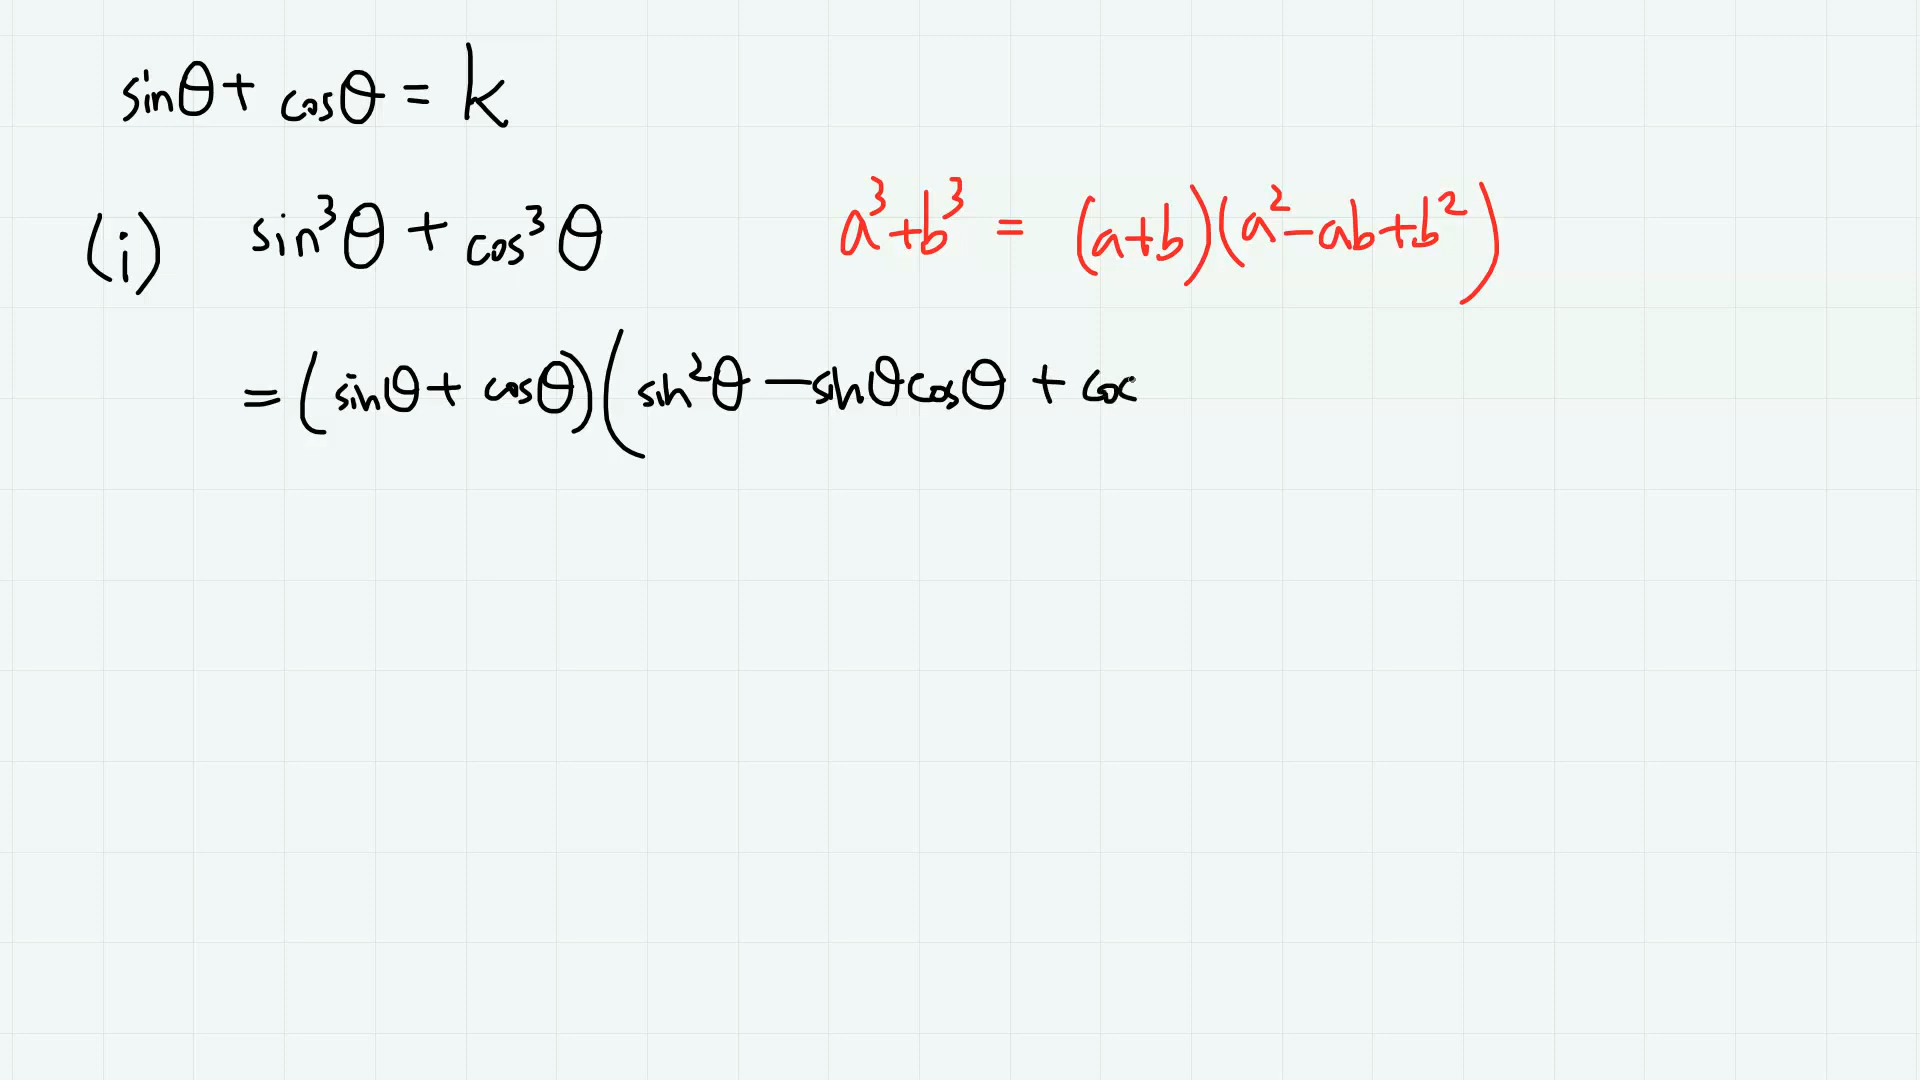 sinθ + cosθ = k
(i) sin³θ + cos³θ a³+b³ = (a+b)(a²-ab+b²)
= (sinθ + cosθ)(sin²θ - sinθcosθ + cos